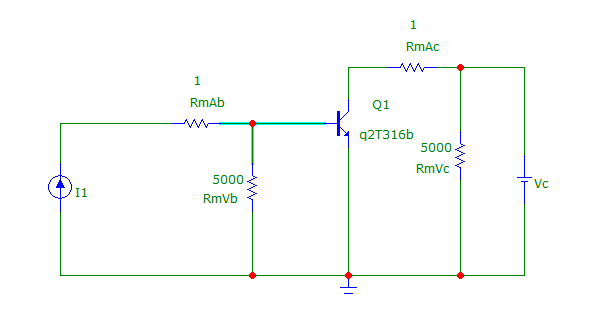 1
RmAc
1
RmAb
Q1
q2T316b
5000
RmVc
5000
RmVb
I1
Vc